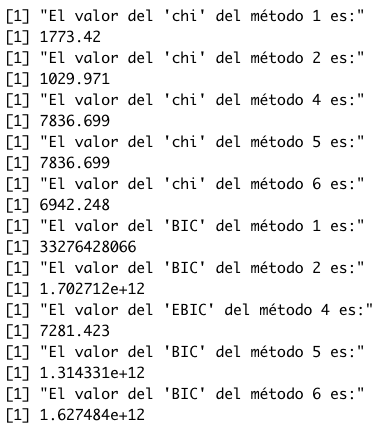 [1] "El valor del 'chi' del método 1 es:"
[1] 1773.42
[1] "El valor del 'chi' del método 2 es:"
[1] 1029.971
[1] "El valor del 'chi' del método 4 es:"
[1] 7836.699
[1] "El valor del 'chi' del método 5 es:"
[1] 7836.699
[1] "El valor del 'chi' del método 6 es:"
[1] 6942.248
[1] "El valor del 'BIC' del método 1 es:"
[1] 33276428066
[1] "El valor del 'BIC' del método 2 es:"
[1] 1.702712e+12
[1] "El valor del 'EBIC' del método 4 es:"
[1] 7281.423
[1] "El valor del 'BIC' del método 5 es:"
[1] 1.314331e+12
[1] "El valor del 'BIC' del método 6 es:"
[1] 1.627484e+12